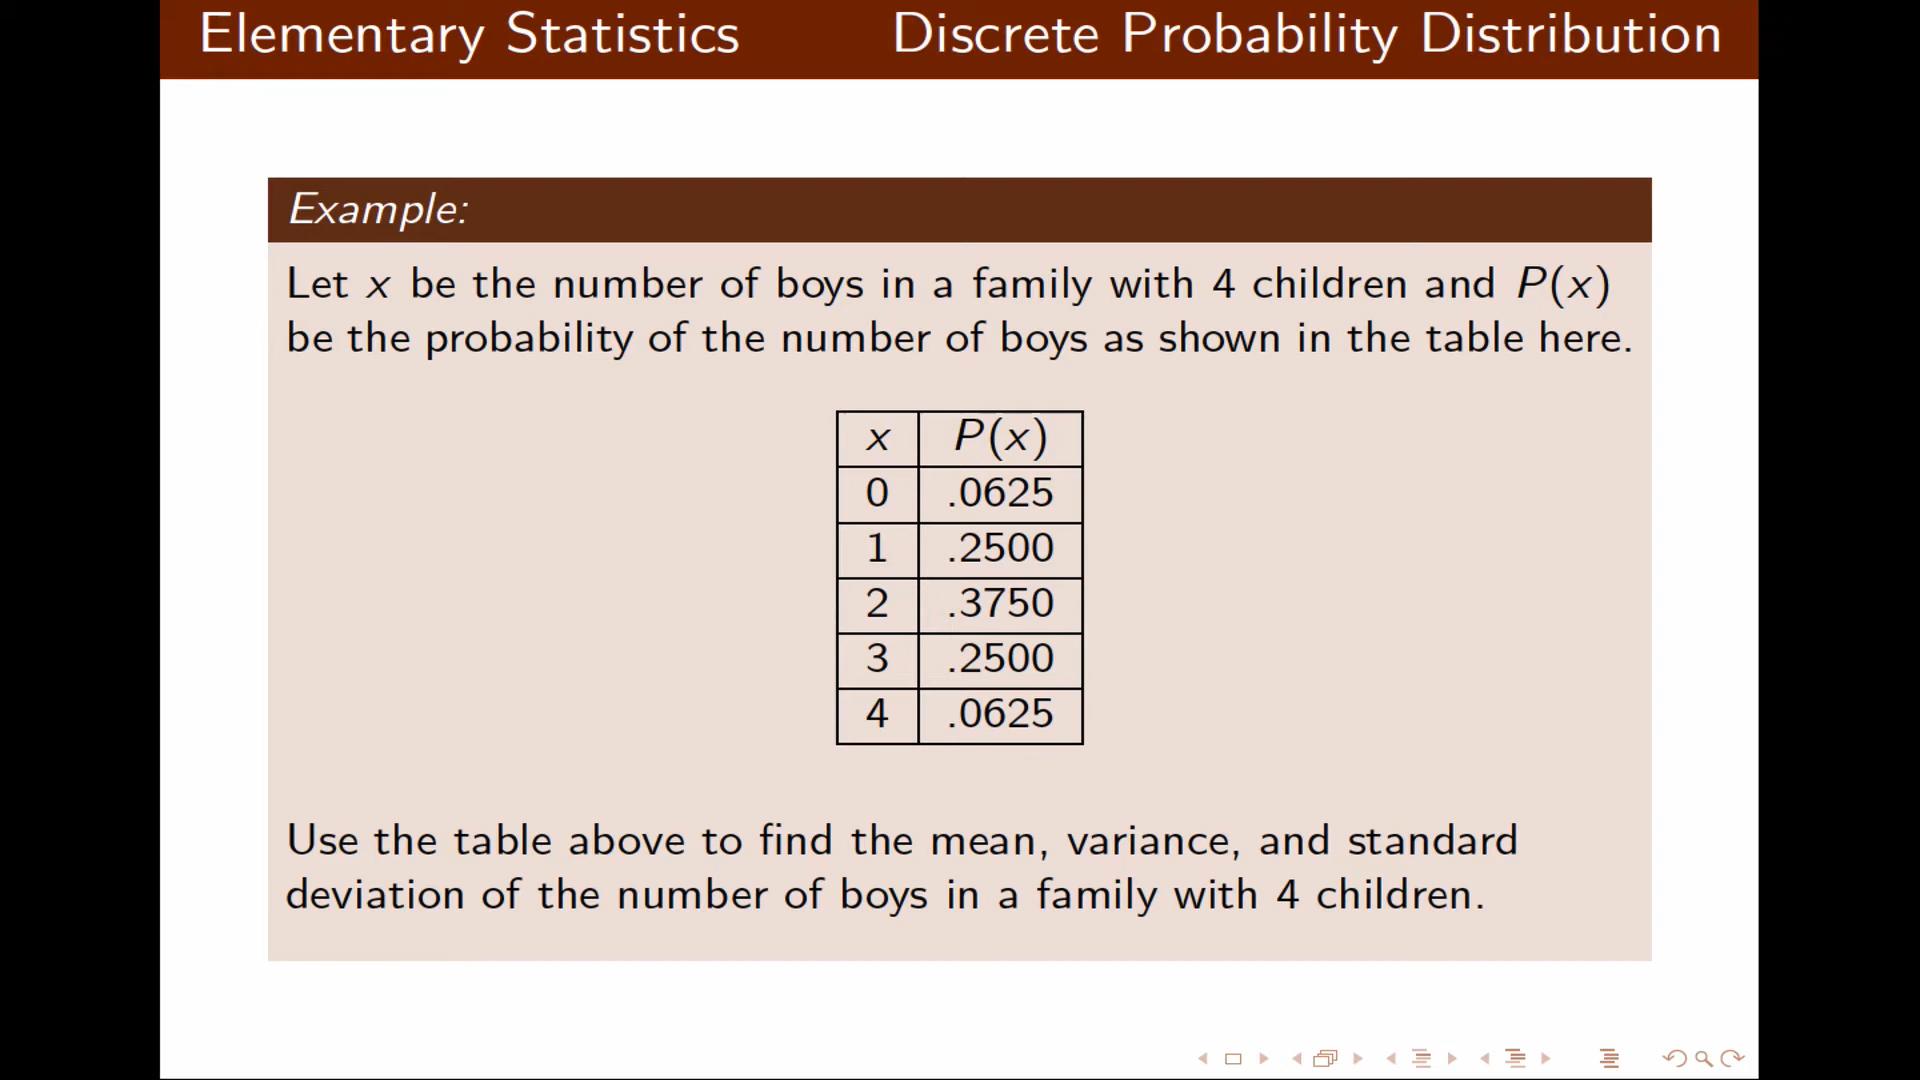 Elementary Statistics Discrete Probability Distribution
Example:
Let x be the number of boys in a family with 4 children and P(x)
be the probability of the number of boys as shown in the table here.
x P(x)
0 .0625
1 .2500
2 .3750
3 .2500
4 .0625
Use the table above to find the mean, variance, and standard
deviation of the number of boys in a family with 4 children.